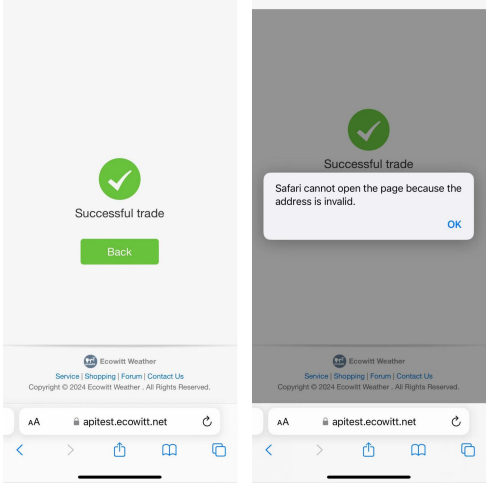 Successful trade
Back
Ecowitt Weather
Service | Shopping | Forum | Contact Us
Copyright © 2024 Ecowitt Weather . All Rights Reserved.
AA
apitest.ecowitt.net
Successful trade
Safari cannot open the page because the
address is invalid.
OK
Ecowitt Weather
Service | Shopping | Forum | Contact Us
Copyright © 2024 Ecowitt Weather . All Rights Reserved.
AA
apitest.ecowitt.net